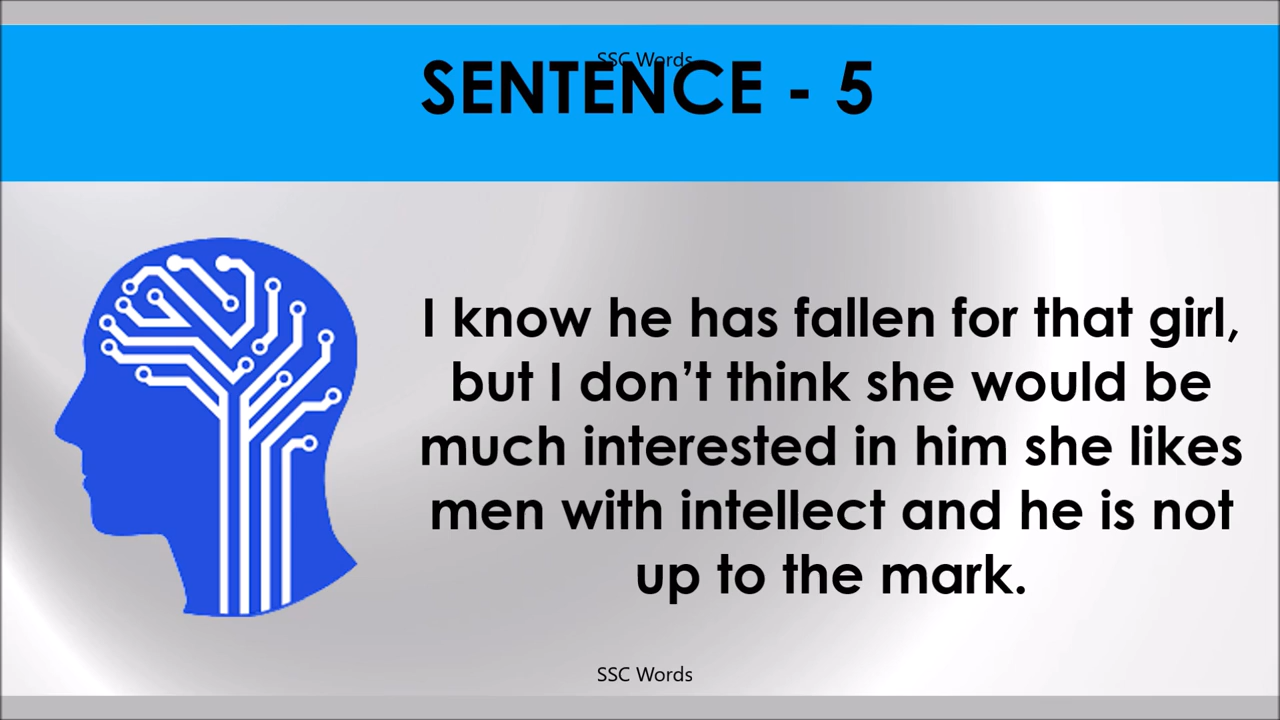 SSC Words
SENTENCE - 5
I know he has fallen for that girl,
but I don't think she would be
much interested in him she likes
men with intellect and he is not
up to the mark.
SSC Words